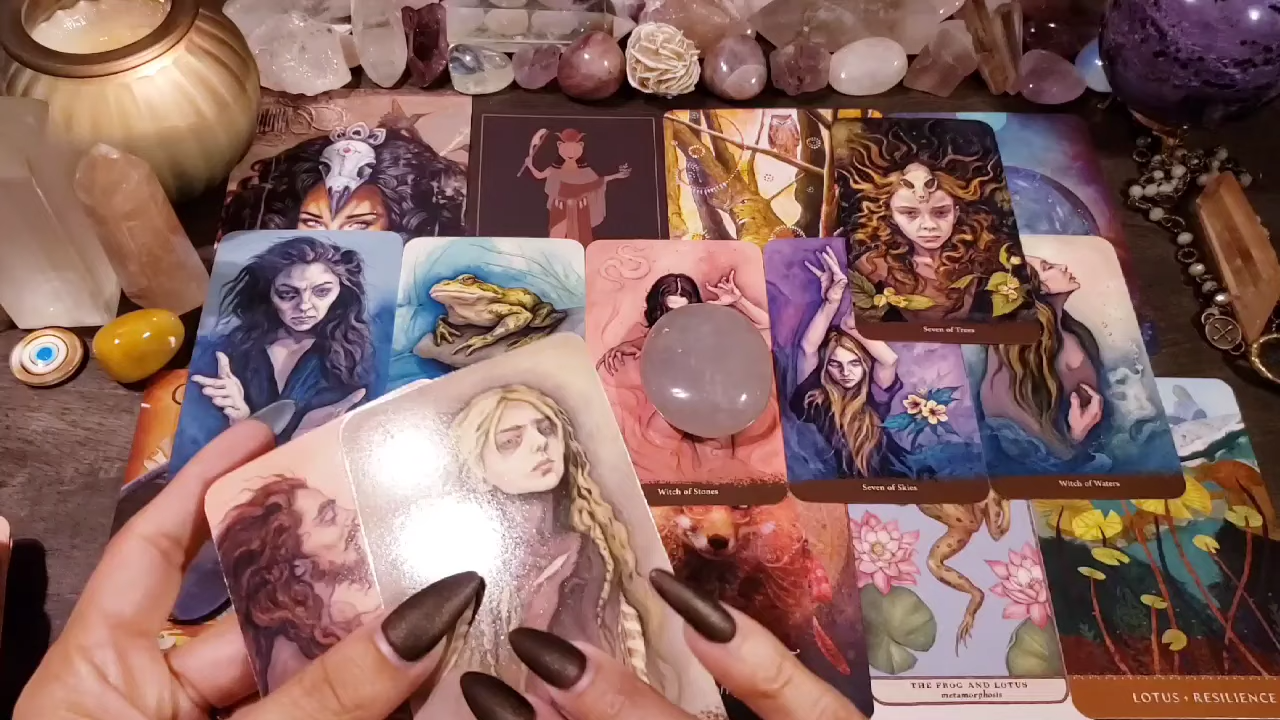 Seven of Trees
Witch of Stones
Seven of Skies
Witch of Waters
THE FROG AND LOTUS
metamorphosis
LOTUS + RESILIENCE